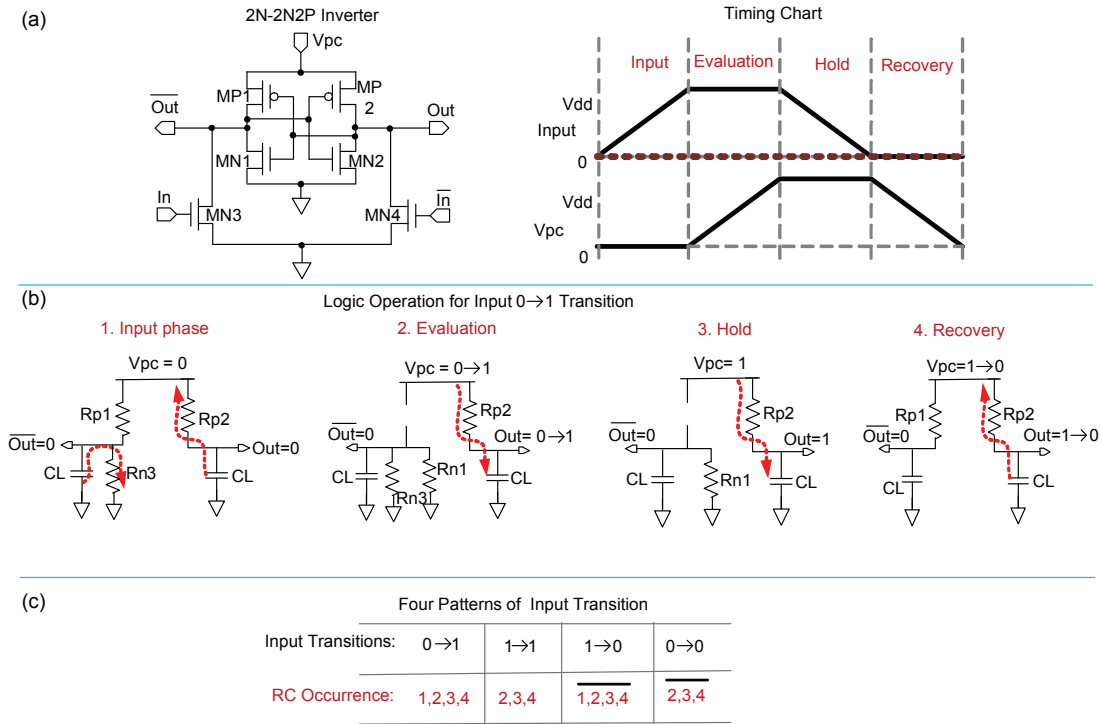 (a)
2N-2N2P Inverter
Vpc
MP1
MP
2
Out
Out
MN1
MN2
In
MN3
MN4
In
Timing Chart
Input
Evaluation
Hold
Recovery
Vdd
Input
0
Vdd
Vpc
0
(b)
Logic Operation for Input 0→1 Transition
1. Input phase
Vpc = 0
Rp1
Rp2
Out=0
Out=0
CL
Rn3
CL
2. Evaluation
Vpc = 0→1
Rp2
Out=0
Out= 0→1
CL
Rn1
Rn3
CL
3. Hold
Vpc= 1
Rp2
Out=0
Out=1
CL
Rn1
CL
4. Recovery
Vpc=1→0
Rp1
Rp2
Out=0
Out=1→0
CL
CL
(c)
Four Patterns of Input Transition
Input Transitions: 0→1 1→1 1→0 0→0
RC Occurrence: 1,2,3,4 2,3,4 1,2,3,4 2,3,4